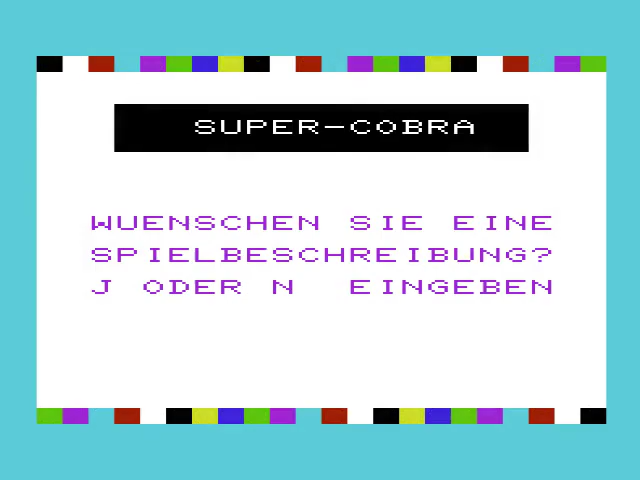 SUPER-COBRA
WUENSCHEN SIE EINE
SPIELBESCHREIBUNG?
J ODER N  EINGEBEN